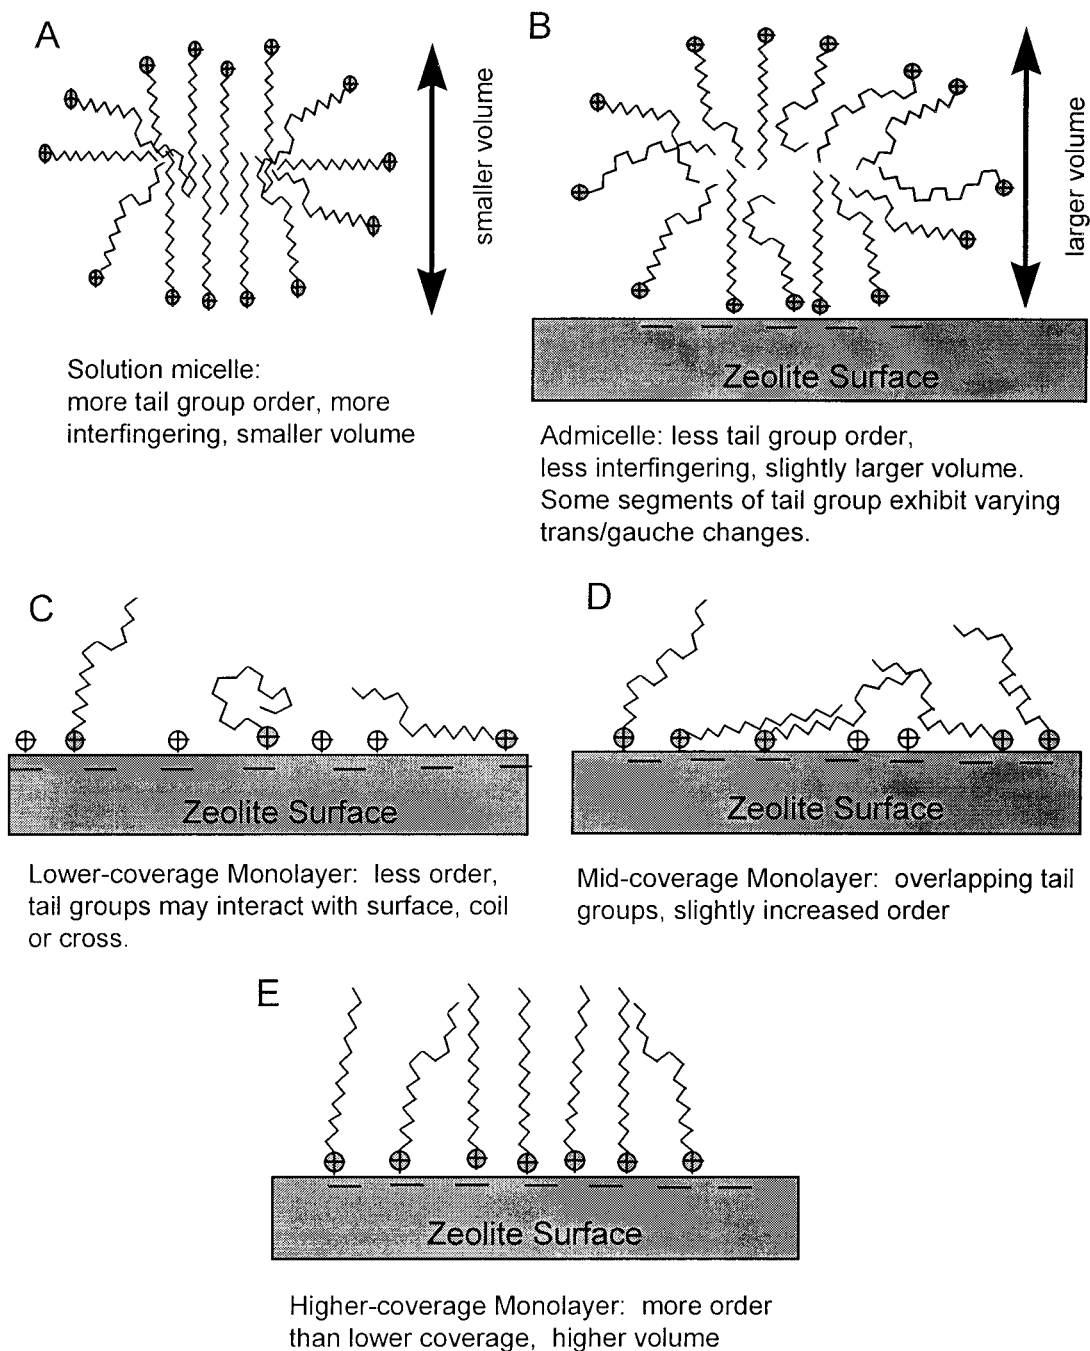 A
smaller volume
Solution micelle:
more tail group order, more
interfingering, smaller volume
B
larger volume
Zeolite Surface
Admicelle: less tail group order,
less interfingering, slightly larger volume.
Some segments of tail group exhibit varying
trans/gauche changes.
C
Zeolite Surface
Lower-coverage Monolayer: less order,
tail groups may interact with surface, coil
or cross.
D
Zeolite Surface
Mid-coverage Monolayer: overlapping tail
groups, slightly increased order
E
Zeolite Surface
Higher-coverage Monolayer: more order
than lower coverage, higher volume